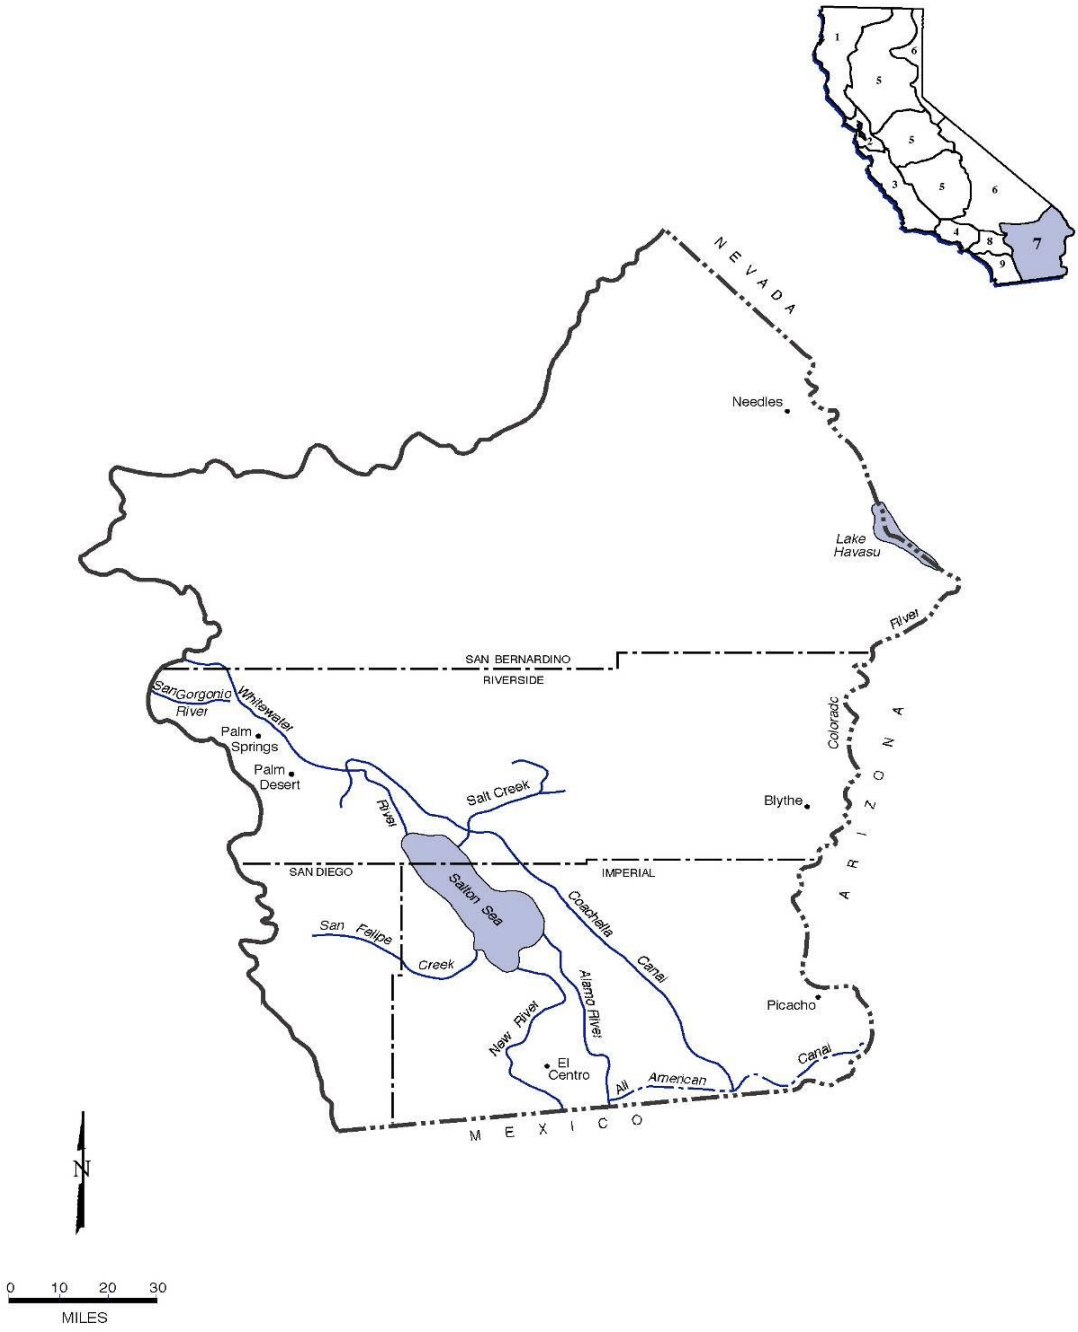 1
6
5
2
5
3
5
6
4
8
7
9
NEVADA
Needles
Lake
Havasu
River
SAN BERNARDINO
RIVERSIDE
San Gorgonio
River
Whitewater
Colorado
ARIZONA
Palm
Springs
Palm
Desert
River
Salt Creek
Blythe
SAN DIEGO
IMPERIAL
Salton Sea
Coachella
Canal
San Felipe
Creek
Alamo River
New River
Picacho
El
Centro
All American
Canal
MEXICO
N
0 10 20 30
MILES